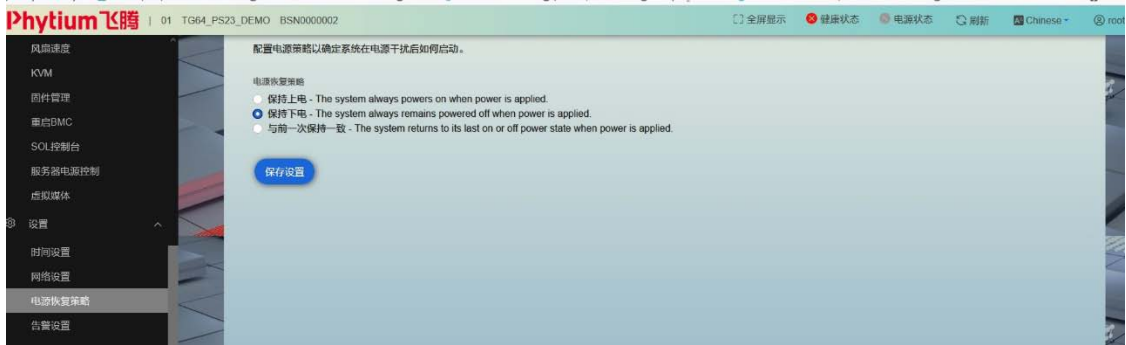 Phytium飞腾 | 01 TG64_PS23_DEMO BSN0000002 全屏显示 健康状态 电源状态 刷新 Chinese root
风扇速度
KVM
固件管理
重启BMC
SOL控制台
服务器电源控制
虚拟媒体
设置
时间设置
网络设置
电源恢复策略
告警设置
配置电源策略以确定系统在电源干扰后如何启动。
电源恢复策略
保持上电 - The system always powers on when power is applied.
保持下电 - The system always remains powered off when power is applied.
与前一次保持一致 - The system returns to its last on or off power state when power is applied.
保存设置